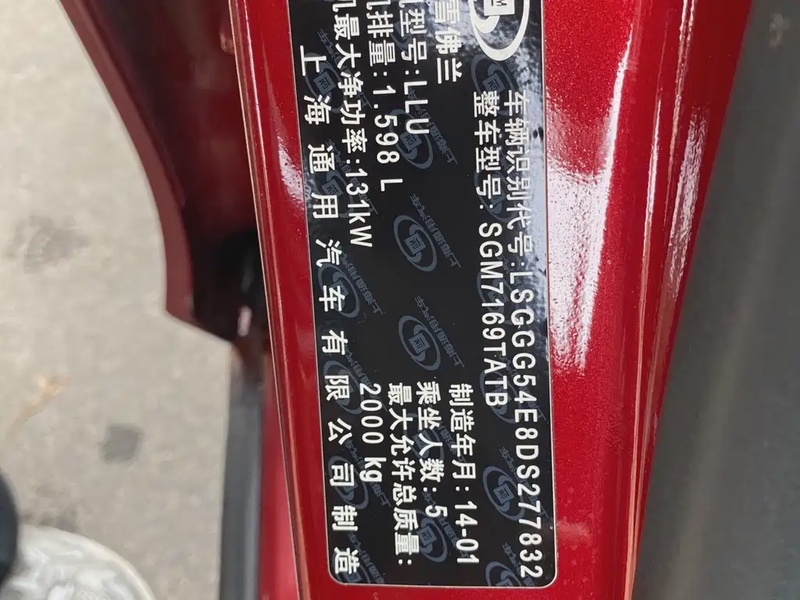 车辆识别代号:LSGGG54E8DS277832
整车型号: SGM7169TATB
雪佛兰
制造年月:14-01
机型号:LLU
乘坐人数:5
机排量:1,598 L
最大允许总质量:
机最大净功率:131kW
2000 kg
上海通用汽车有限公司制造